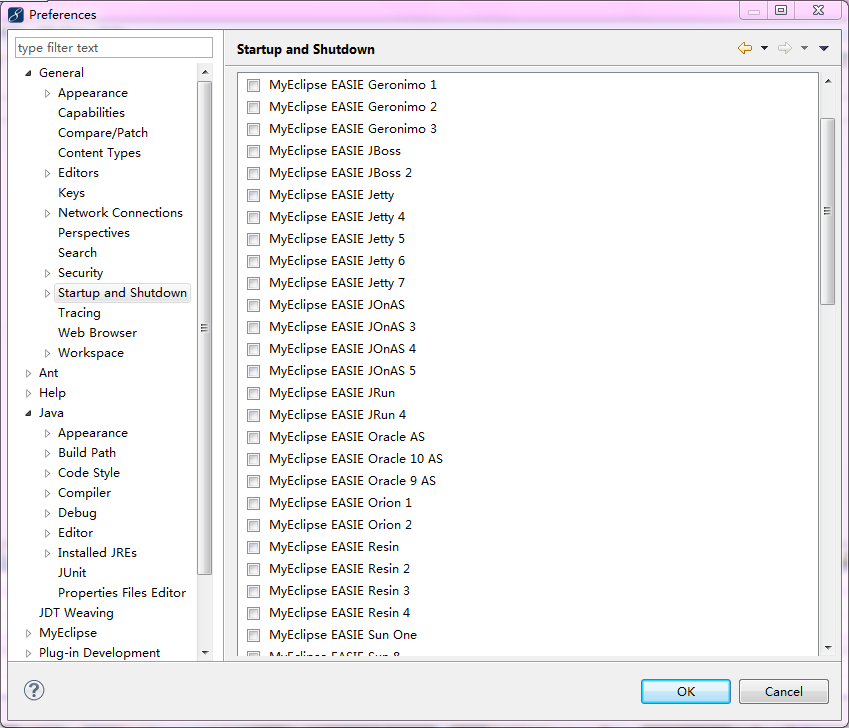 Preferences
type filter text
General
Appearance
Capabilities
Compare/Patch
Content Types
Editors
Keys
Network Connections
Perspectives
Search
Security
Startup and Shutdown
Tracing
Web Browser
Workspace
Ant
Help
Java
Appearance
Build Path
Code Style
Compiler
Debug
Editor
Installed JREs
JUnit
Properties Files Editor
JDT Weaving
MyEclipse
Plug-in Development
Startup and Shutdown
MyEclipse EASIE Geronimo 1
MyEclipse EASIE Geronimo 2
MyEclipse EASIE Geronimo 3
MyEclipse EASIE JBoss
MyEclipse EASIE JBoss 2
MyEclipse EASIE Jetty
MyEclipse EASIE Jetty 4
MyEclipse EASIE Jetty 5
MyEclipse EASIE Jetty 6
MyEclipse EASIE Jetty 7
MyEclipse EASIE JOnAS
MyEclipse EASIE JOnAS 3
MyEclipse EASIE JOnAS 4
MyEclipse EASIE JOnAS 5
MyEclipse EASIE JRun
MyEclipse EASIE JRun 4
MyEclipse EASIE Oracle AS
MyEclipse EASIE Oracle 10 AS
MyEclipse EASIE Oracle 9 AS
MyEclipse EASIE Orion 1
MyEclipse EASIE Orion 2
MyEclipse EASIE Resin
MyEclipse EASIE Resin 2
MyEclipse EASIE Resin 3
MyEclipse EASIE Resin 4
MyEclipse EASIE Sun One
MyEclipse EASIE Sun 8
?
OK
Cancel